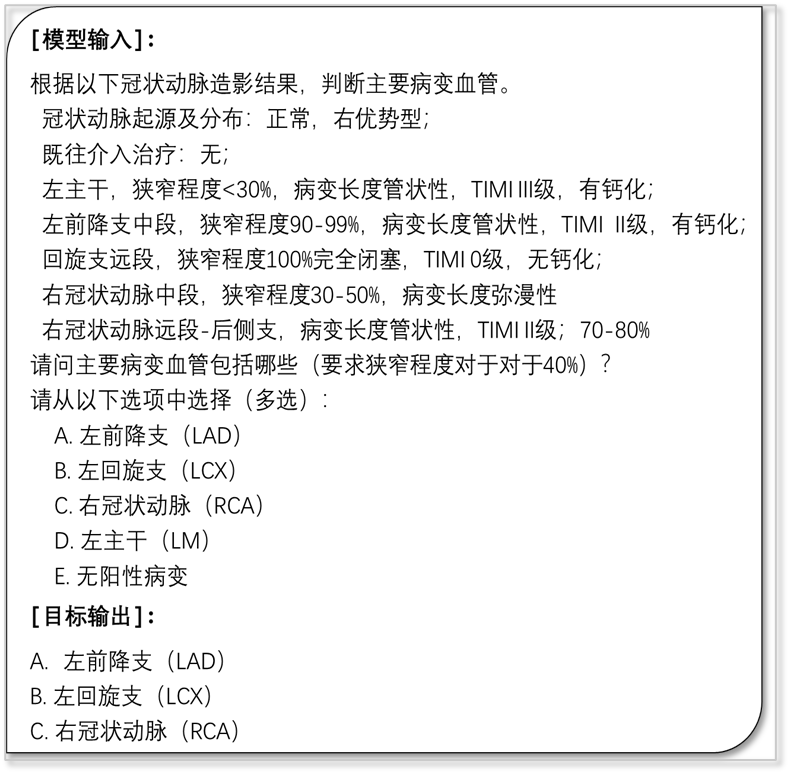 [模型输入]：
根据以下冠状动脉造影结果，判断主要病变血管。
冠状动脉起源及分布：正常，右优势型；
既往介入治疗：无；
左主干，狭窄程度<30%，病变长度管状性，TIMI III级，有钙化；
左前降支中段，狭窄程度90-99%，病变长度管状性，TIMI II级，有钙化；
回旋支远段，狭窄程度100%完全闭塞，TIMI 0级，无钙化；
右冠状动脉中段，狭窄程度30-50%，病变长度弥漫性
右冠状动脉远段-后侧支，病变长度管状性，TIMI II级；70-80%
请问主要病变血管包括哪些（要求狭窄程度对于对于40%）？
请从以下选项中选择（多选）：
A. 左前降支（LAD）
B. 左回旋支（LCX）
C. 右冠状动脉（RCA）
D. 左主干（LM）
E. 无阳性病变
[目标输出]：
A. 左前降支（LAD）
B. 左回旋支（LCX）
C. 右冠状动脉（RCA）